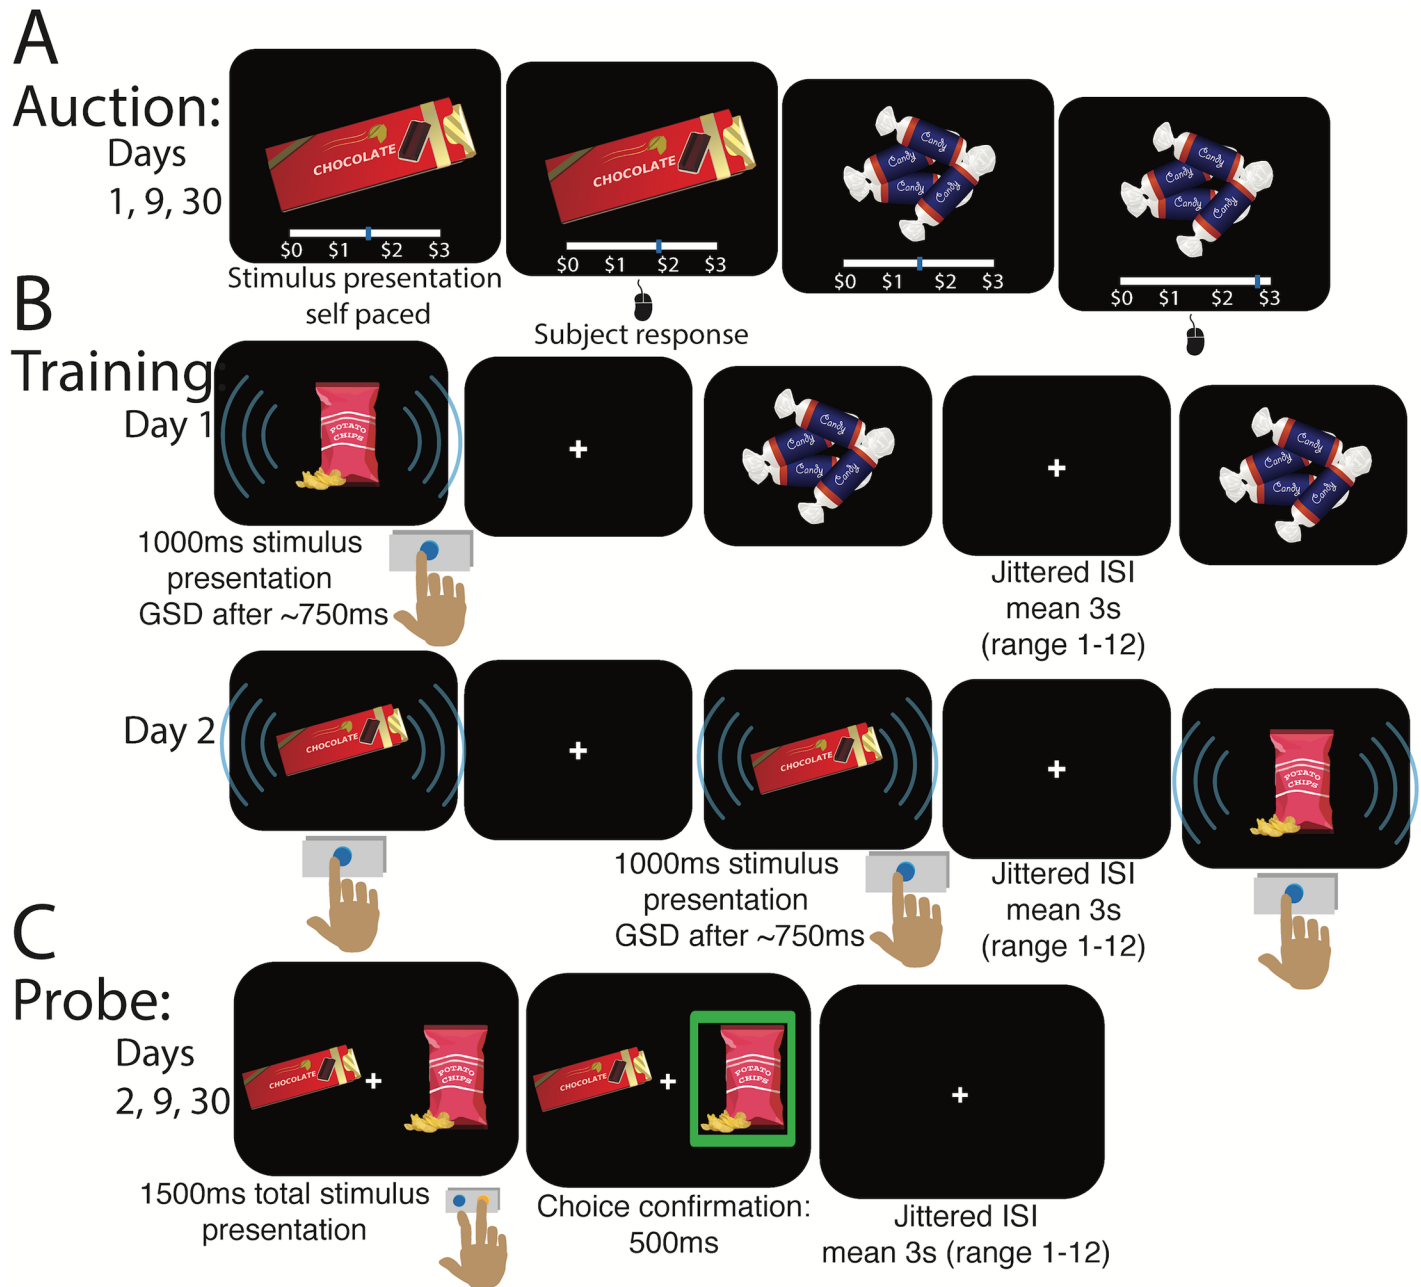 A
Auction:
Days
1, 9, 30
CHOCOLATE
$0 $1 $2 $3
Stimulus presentation
self paced
CHOCOLATE
$0 $1 $2 $3
Subject response
Candy
Candy
Candy
Candy
$0 $1 $2 $3
Candy
Candy
Candy
Candy
$0 $1 $2 $3
B
Training:
Day 1
POTATO
CHIPS
1000ms stimulus
presentation
GSD after ~750ms
+
Candy
Candy
Candy
Candy
+
Jittered ISI
mean 3s
(range 1-12)
Candy
Candy
Candy
Candy
Day 2
CHOCOLATE
+
CHOCOLATE
1000ms stimulus
presentation
GSD after ~750ms
+
Jittered ISI
mean 3s
(range 1-12)
POTATO
CHIPS
C
Probe:
Days
2, 9, 30
CHOCOLATE
+
POTATO
CHIPS
1500ms total stimulus
presentation
CHOCOLATE
+
POTATO
CHIPS
Choice confirmation:
500ms
+
Jittered ISI
mean 3s (range 1-12)